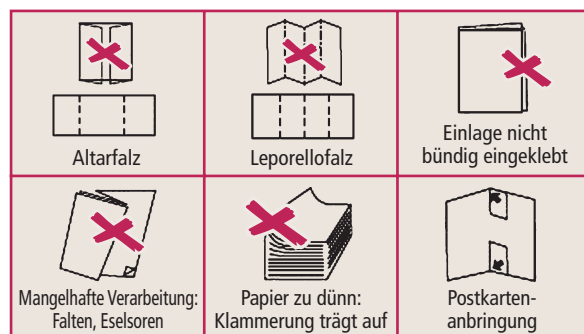 Altarfalz
Leporellofalz
Einlage nicht
bündig eingeklebt
Mangelhafte Verarbeitung:
Falten, Eselsoren
Papier zu dünn:
Klammerung trägt auf
Postkarten-
anbringung